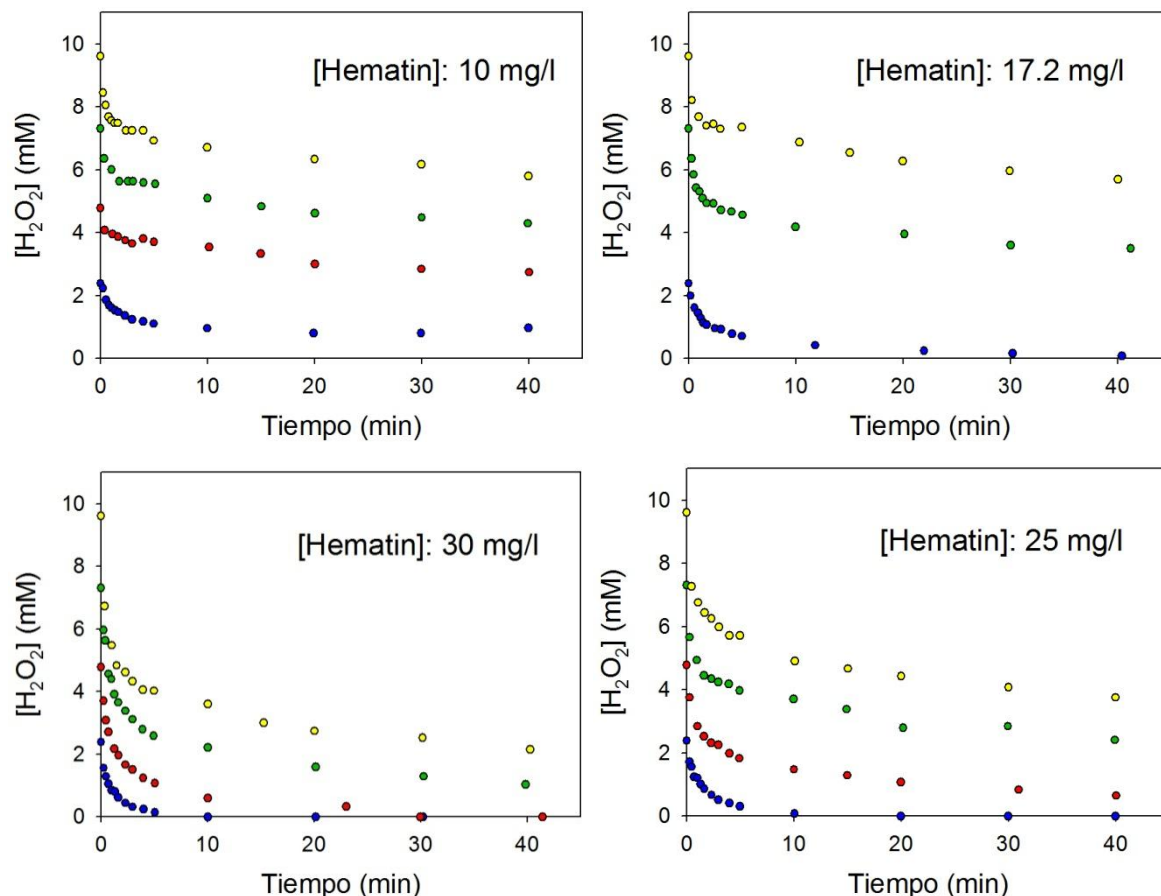 [Hematin]: 10 mg/l
[H₂O₂] (mM)
10
8
6
4
2
0
0 10 20 30 40
Tiempo (min)
[Hematin]: 17.2 mg/l
[H₂O₂] (mM)
10
8
6
4
2
0
0 10 20 30 40
Tiempo (min)
[Hematin]: 30 mg/l
[H₂O₂] (mM)
10
8
6
4
2
0
0 10 20 30 40
Tiempo (min)
[Hematin]: 25 mg/l
[H₂O₂] (mM)
10
8
6
4
2
0
0 10 20 30 40
Tiempo (min)